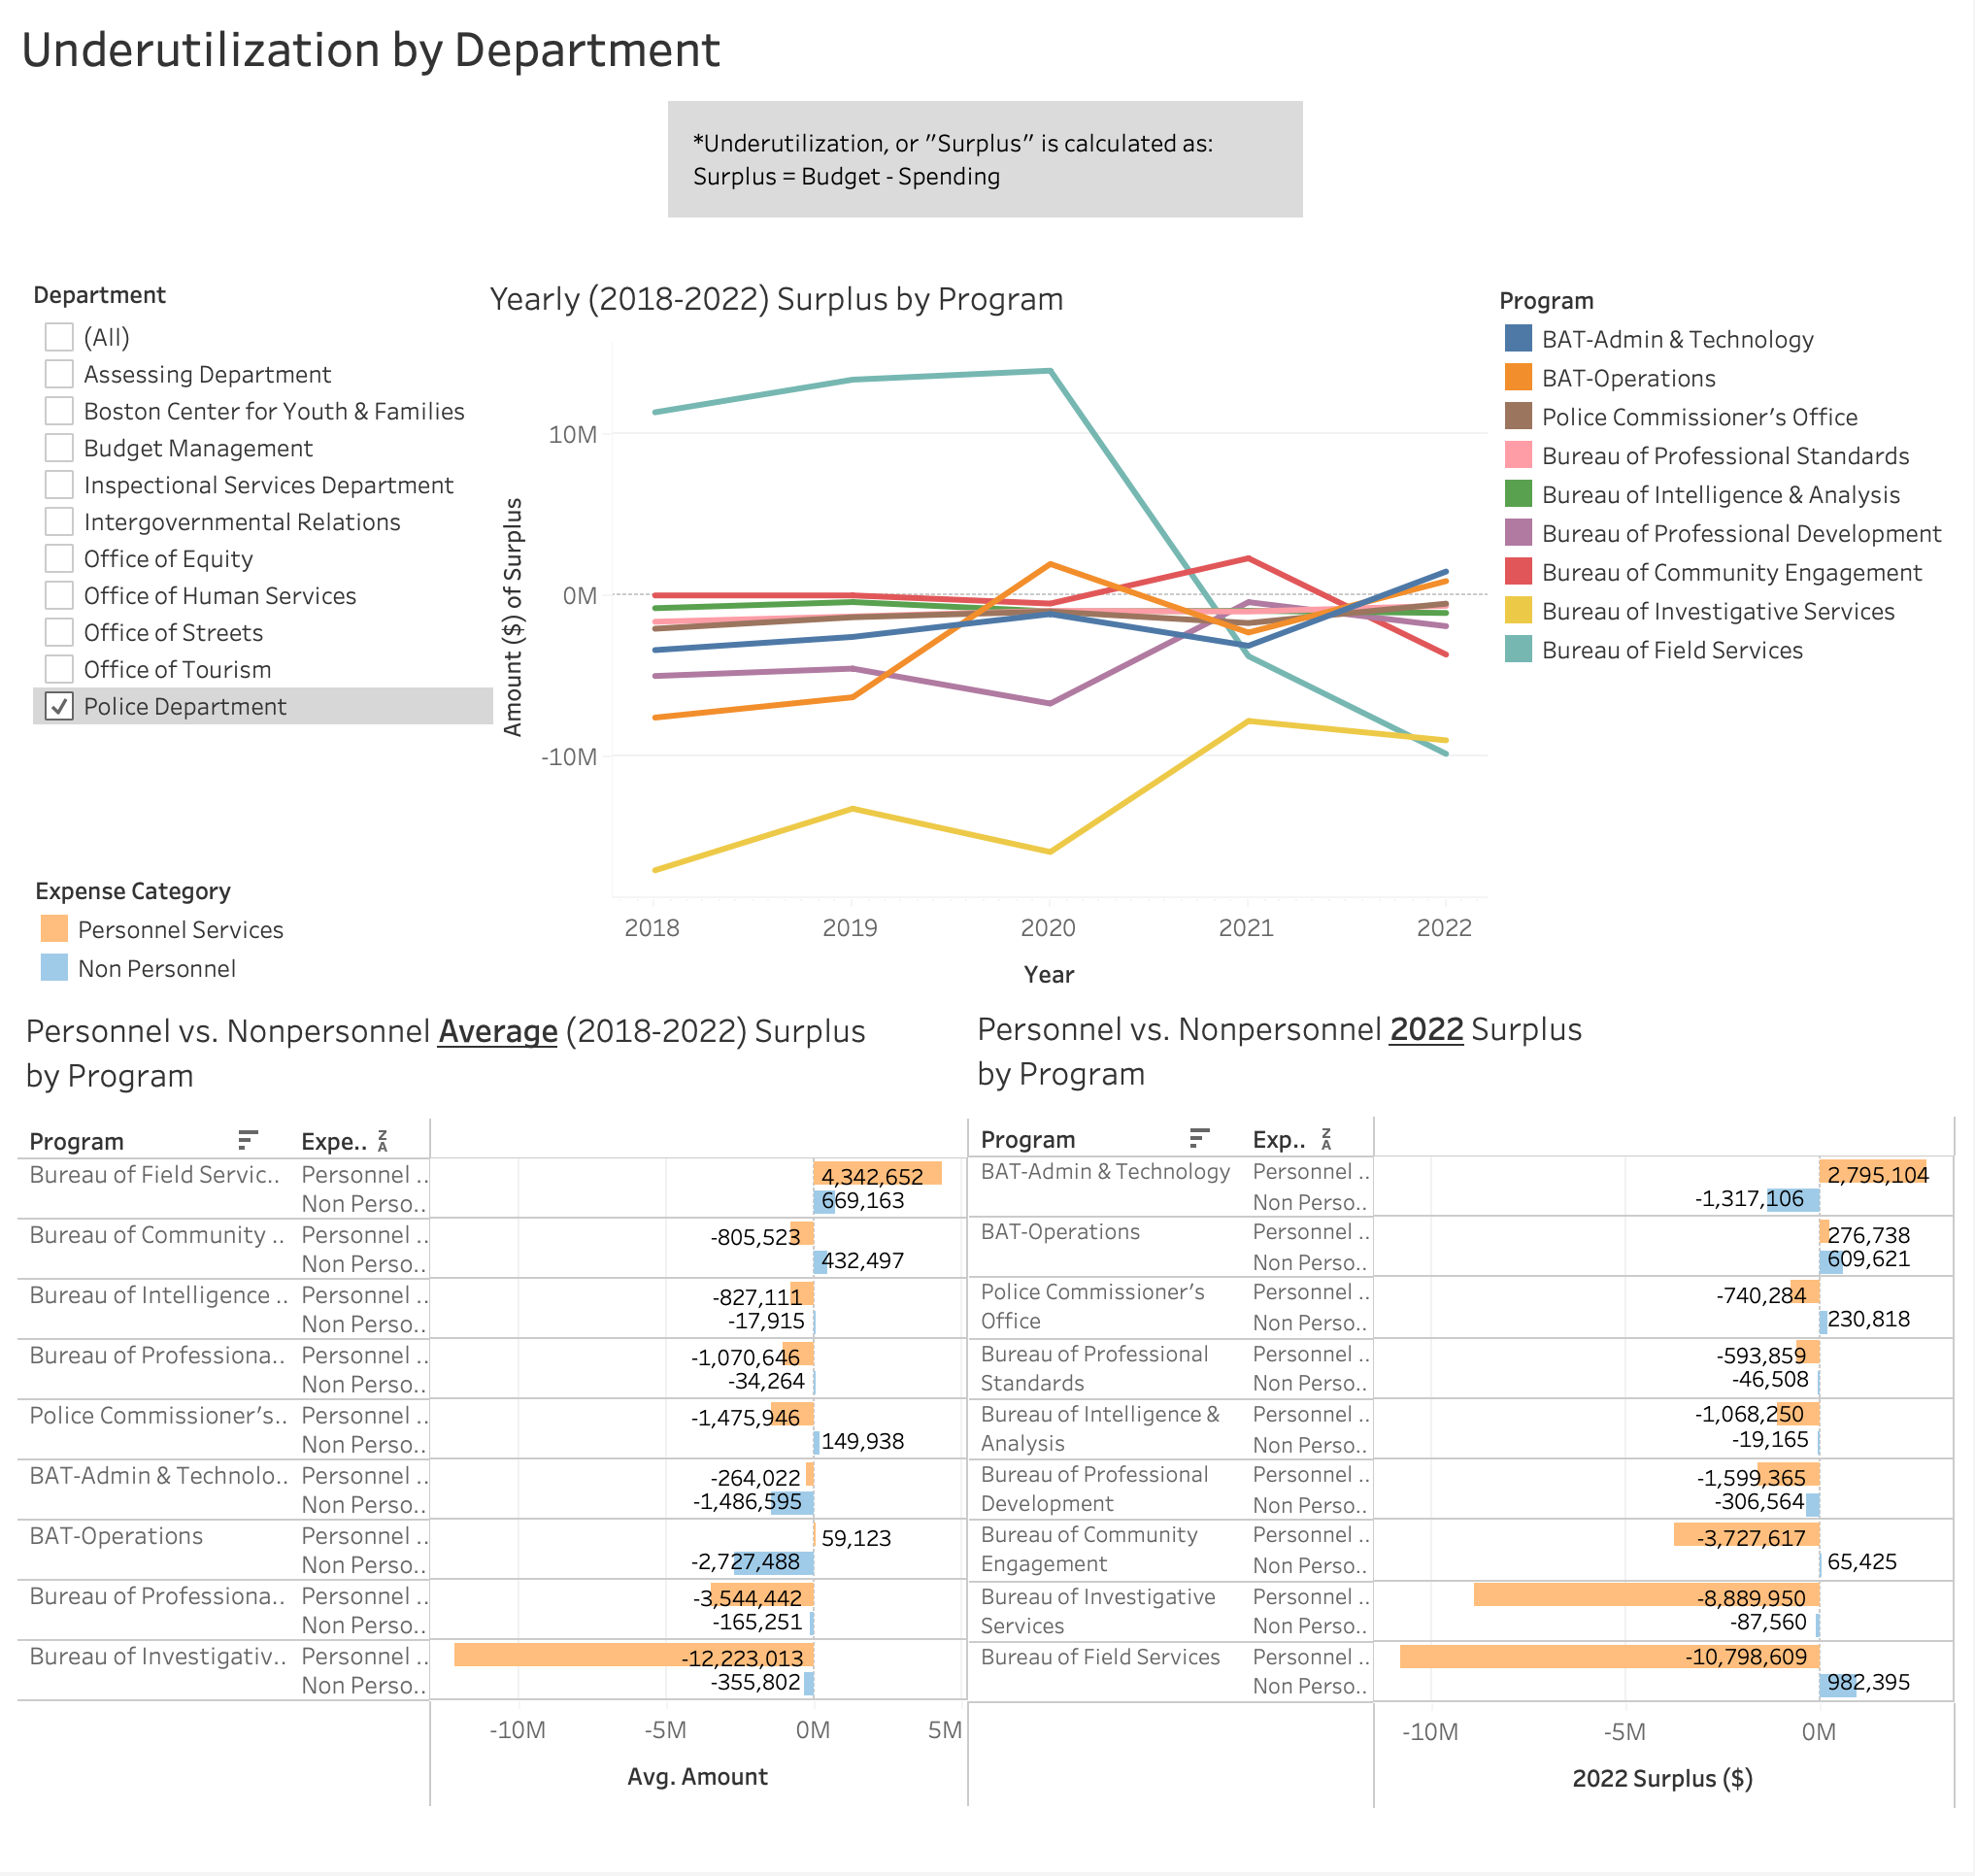 Underutilization by Department
*Underutilization, or "Surplus" is calculated as:
Surplus = Budget - Spending
Department
(All)
Assessing Department
Boston Center for Youth & Families
Budget Management
Inspectional Services Department
Intergovernmental Relations
Office of Equity
Office of Human Services
Office of Streets
Office of Tourism
Police Department
Expense Category
Personnel Services
Non Personnel
Yearly (2018-2022) Surplus by Program
Amount ($) of Surplus
10M
0M
-10M
2018 2019 2020 2021 2022
Year
Program
BAT-Admin & Technology
BAT-Operations
Police Commissioner's Office
Bureau of Professional Standards
Bureau of Intelligence & Analysis
Bureau of Professional Development
Bureau of Community Engagement
Bureau of Investigative Services
Bureau of Field Services
Personnel vs. Nonpersonnel Average (2018-2022) Surplus
by Program
Program Expe.. Z A
Bureau of Field Servic.. Personnel .. 4,342,652
Non Perso.. 669,163
Bureau of Community .. Personnel .. -805,523
Non Perso.. 432,497
Bureau of Intelligence .. Personnel .. -827,111
Non Perso.. -17,915
Bureau of Professiona.. Personnel .. -1,070,646
Non Perso.. -34,264
Police Commissioner's.. Personnel .. -1,475,946
Non Perso.. 149,938
BAT-Admin & Technolo.. Personnel .. -264,022
Non Perso.. -1,486,595
BAT-Operations Personnel .. 59,123
Non Perso.. -2,727,488
Bureau of Professiona.. Personnel .. -3,544,442
Non Perso.. -165,251
Bureau of Investigativ.. Personnel .. -12,223,013
Non Perso.. -355,802
-10M -5M 0M 5M
Avg. Amount
Personnel vs. Nonpersonnel 2022 Surplus
by Program
Program Exp.. Z A
BAT-Admin & Technology Personnel .. 2,795,104
Non Perso.. -1,317,106
BAT-Operations Personnel .. 276,738
Non Perso.. 609,621
Police Commissioner's Personnel .. -740,284
Office Non Perso.. 230,818
Bureau of Professional Personnel .. -593,859
Standards Non Perso.. -46,508
Bureau of Intelligence & Personnel .. -1,068,250
Analysis Non Perso.. -19,165
Bureau of Professional Personnel .. -1,599,365
Development Non Perso.. -306,564
Bureau of Community Personnel .. -3,727,617
Engagement Non Perso.. 65,425
Bureau of Investigative Personnel .. -8,889,950
Services Non Perso.. -87,560
Bureau of Field Services Personnel .. -10,798,609
Non Perso.. 982,395
-10M -5M 0M
2022 Surplus ($)